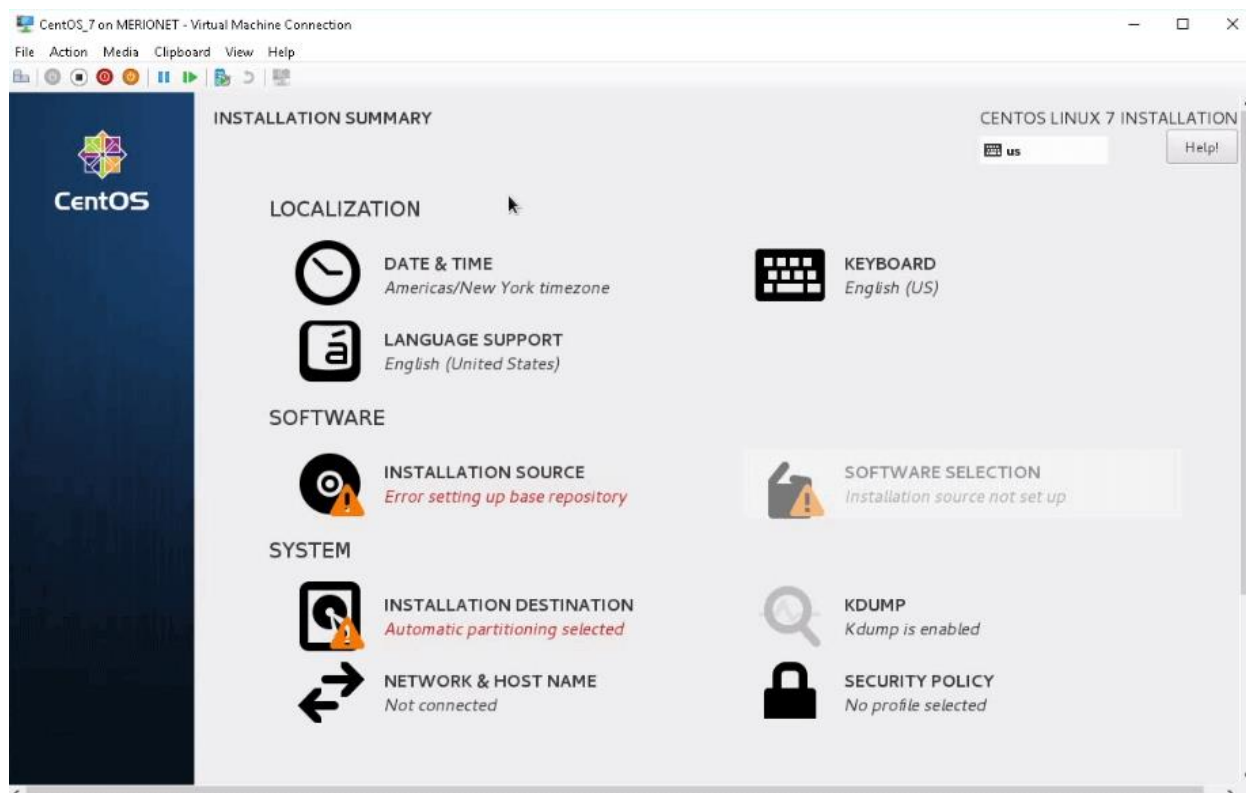 CentOS_7 on MERIONET - Virtual Machine Connection
File Action Media Clipboard View Help
INSTALLATION SUMMARY
CENTOS LINUX 7 INSTALLATION
us
Help!
CentOS
LOCALIZATION
DATE & TIME
Americas/New York timezone
KEYBOARD
English (US)
á
LANGUAGE SUPPORT
English (United States)
SOFTWARE
INSTALLATION SOURCE
Error setting up base repository
SOFTWARE SELECTION
Installation source not set up
SYSTEM
INSTALLATION DESTINATION
Automatic partitioning selected
KDUMP
Kdump is enabled
NETWORK & HOST NAME
Not connected
SECURITY POLICY
No profile selected